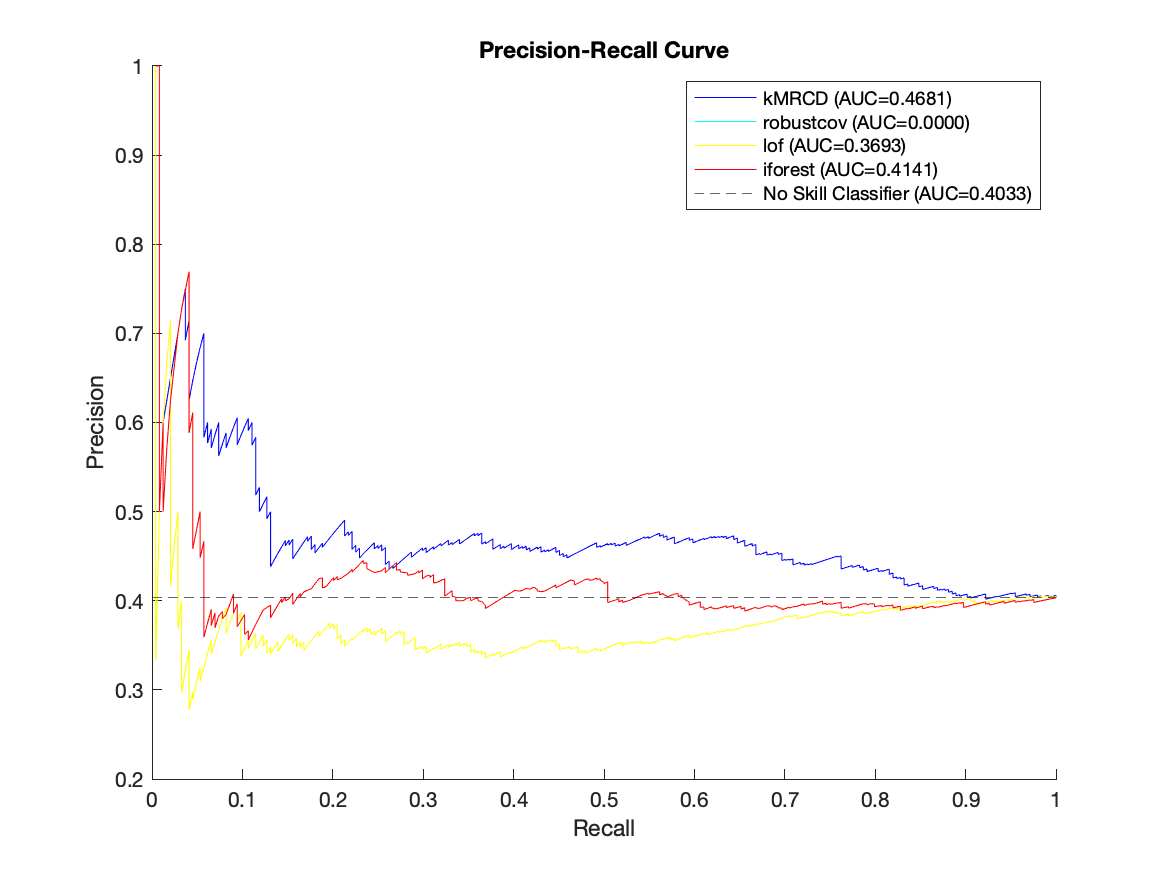 Precision-Recall Curve
kMRCD (AUC=0.4681)
robustcov (AUC=0.0000)
lof (AUC=0.3693)
iforest (AUC=0.4141)
No Skill Classifier (AUC=0.4033)
Precision
1
0.9
0.8
0.7
0.6
0.5
0.4
0.3
0.2
0 0.1 0.2 0.3 0.4 0.5 0.6 0.7 0.8 0.9 1
Recall